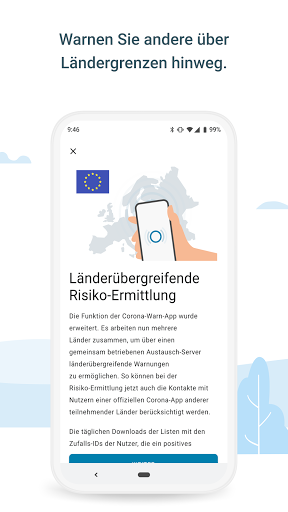 Warnen Sie andere über
Ländergrenzen hinweg.
9:46
99%
Länderübergreifende
Risiko-Ermittlung
Die Funktion der Corona-Warn-App wurde
erweitert. Es arbeiten nun mehrere
Länder zusammen, um über einen
gemeinsam betriebenen Austausch-Server
länderübergreifende Warnungen
zu ermöglichen. So können bei der
Risiko-Ermittlung jetzt auch die Kontakte mit
Nutzern einer offiziellen Corona-App anderer
teilnehmender Länder berücksichtigt werden.
Die täglichen Downloads der Listen mit den
Zufalls-IDs der Nutzer, die ein positives